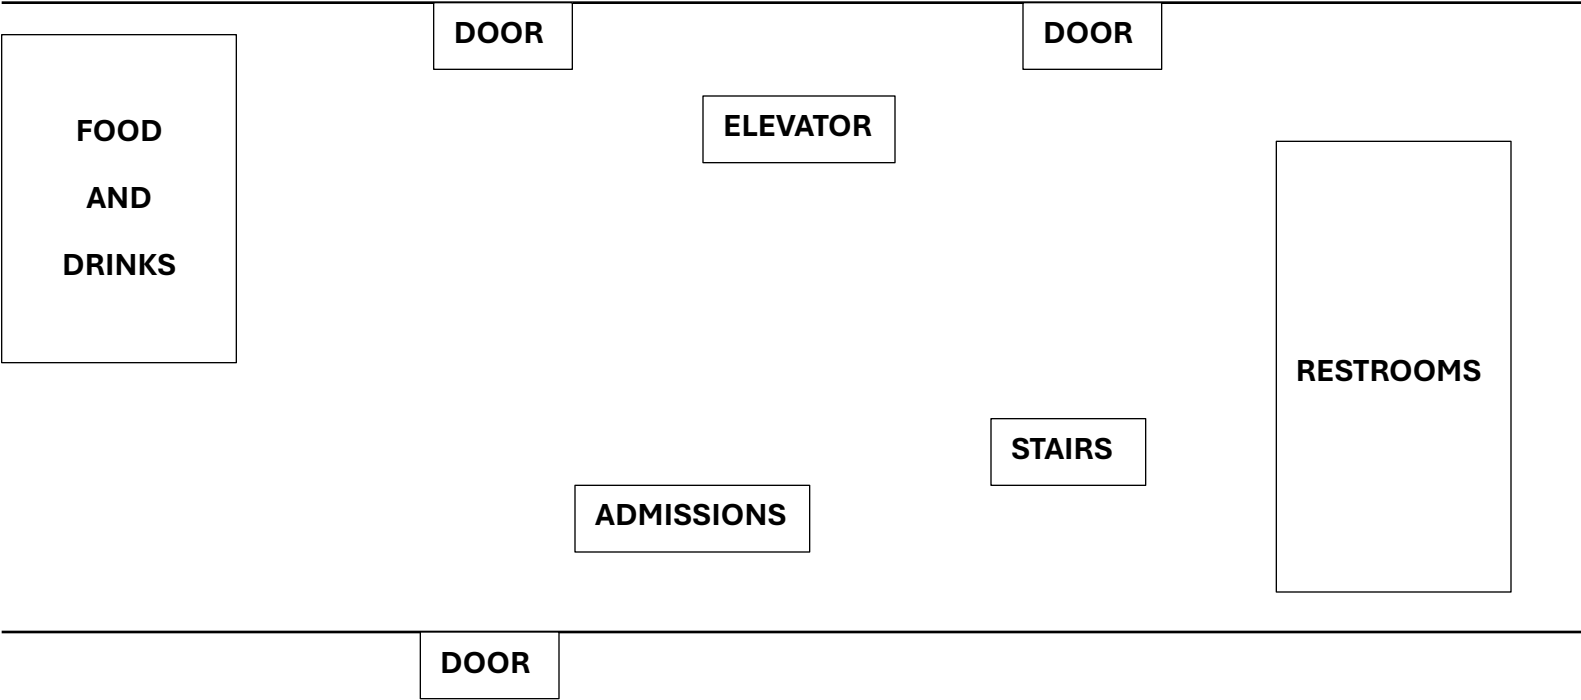 DOOR
DOOR
ELEVATOR
FOOD
AND
DRINKS
RESTROOMS
STAIRS
ADMISSIONS
DOOR